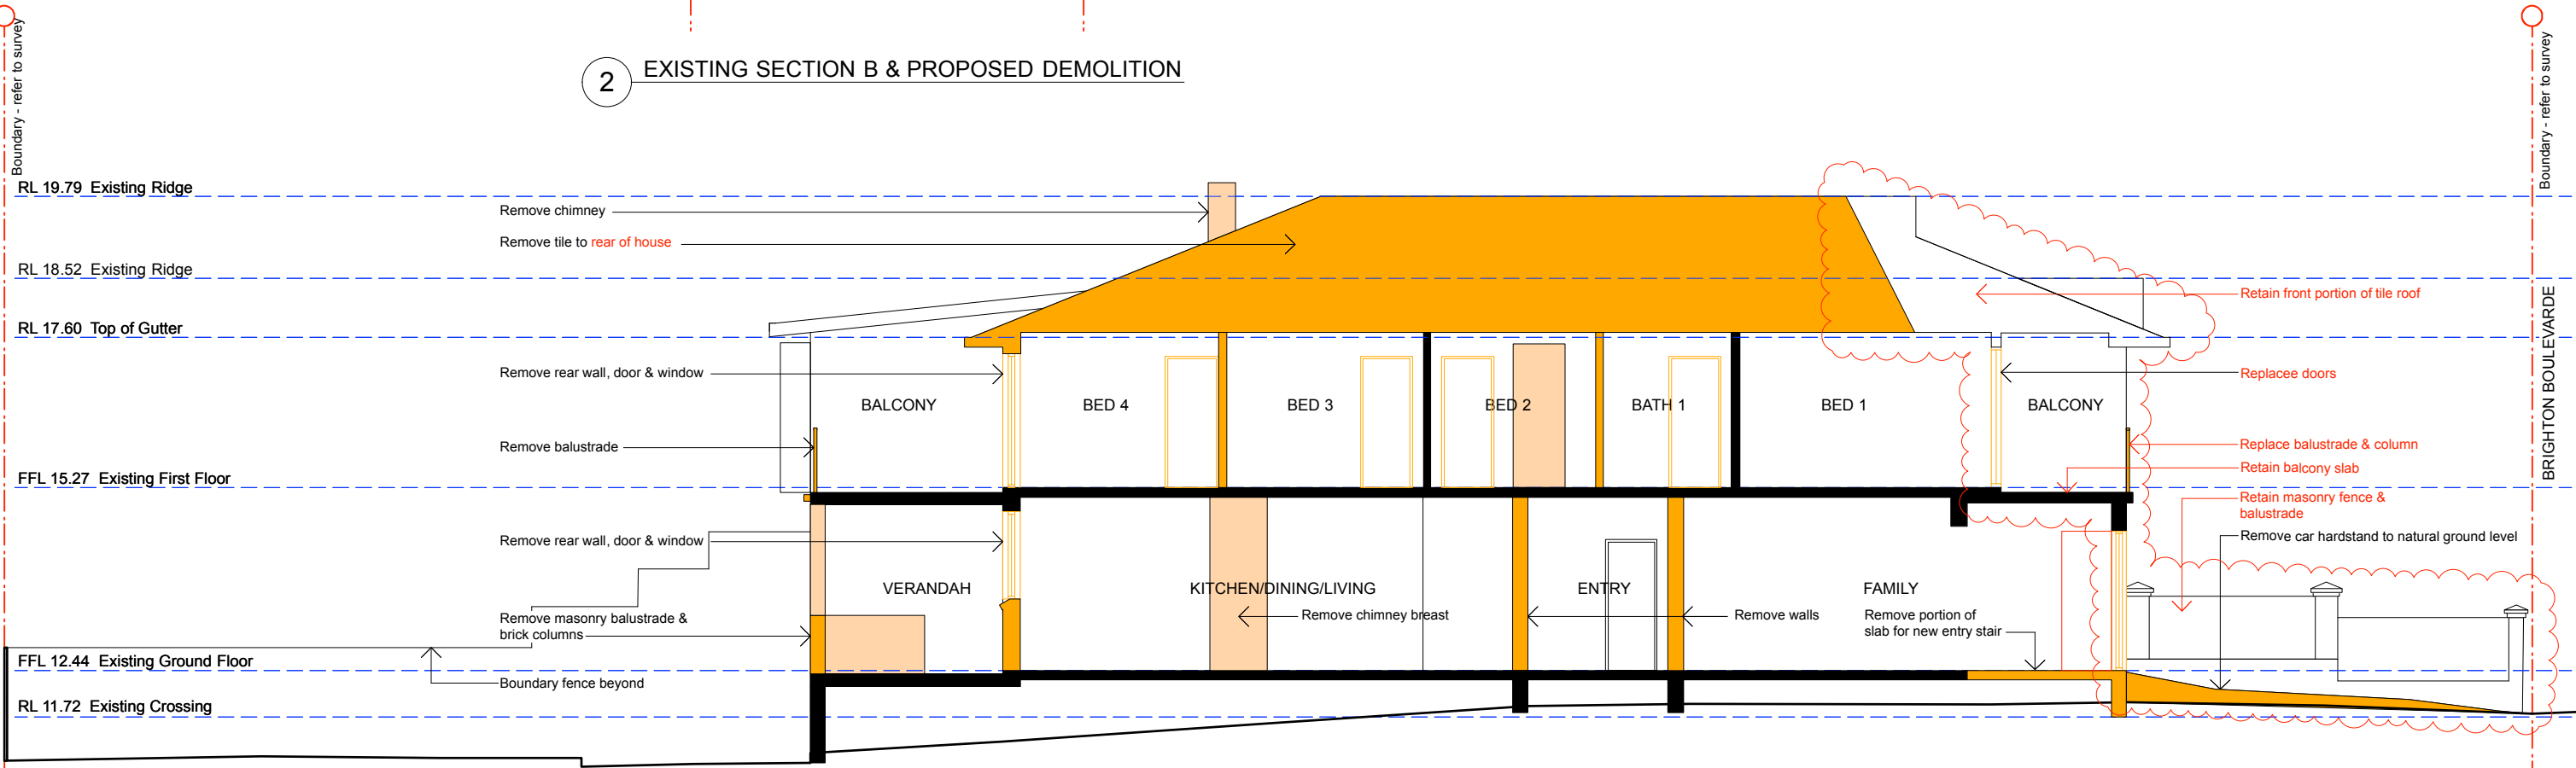 Boundary - refer to survey
Boundary - refer to survey
2
EXISTING SECTION B & PROPOSED DEMOLITION
RL 19.79 Existing Ridge
Remove chimney
Remove tile to rear of house
RL 18.52 Existing Ridge
Retain front portion of tile roof
RL 17.60 Top of Gutter
BRIGHTON BOULEVARDE
Remove rear wall, door & window
Replacee doors
BALCONY
BED 4
BED 3
BED 2
BATH 1
BED 1
BALCONY
Remove balustrade
Replace balustrade & column
Retain balcony slab
FFL 15.27 Existing First Floor
Retain masonry fence &
balustrade
Remove car hardstand to natural ground level
Remove rear wall, door & window
VERANDAH
KITCHEN/DINING/LIVING
ENTRY
FAMILY
Remove masonry balustrade &
brick columns
Remove chimney breast
Remove walls
Remove portion of
slab for new entry stair
FFL 12.44 Existing Ground Floor
Boundary fence beyond
RL 11.72 Existing Crossing